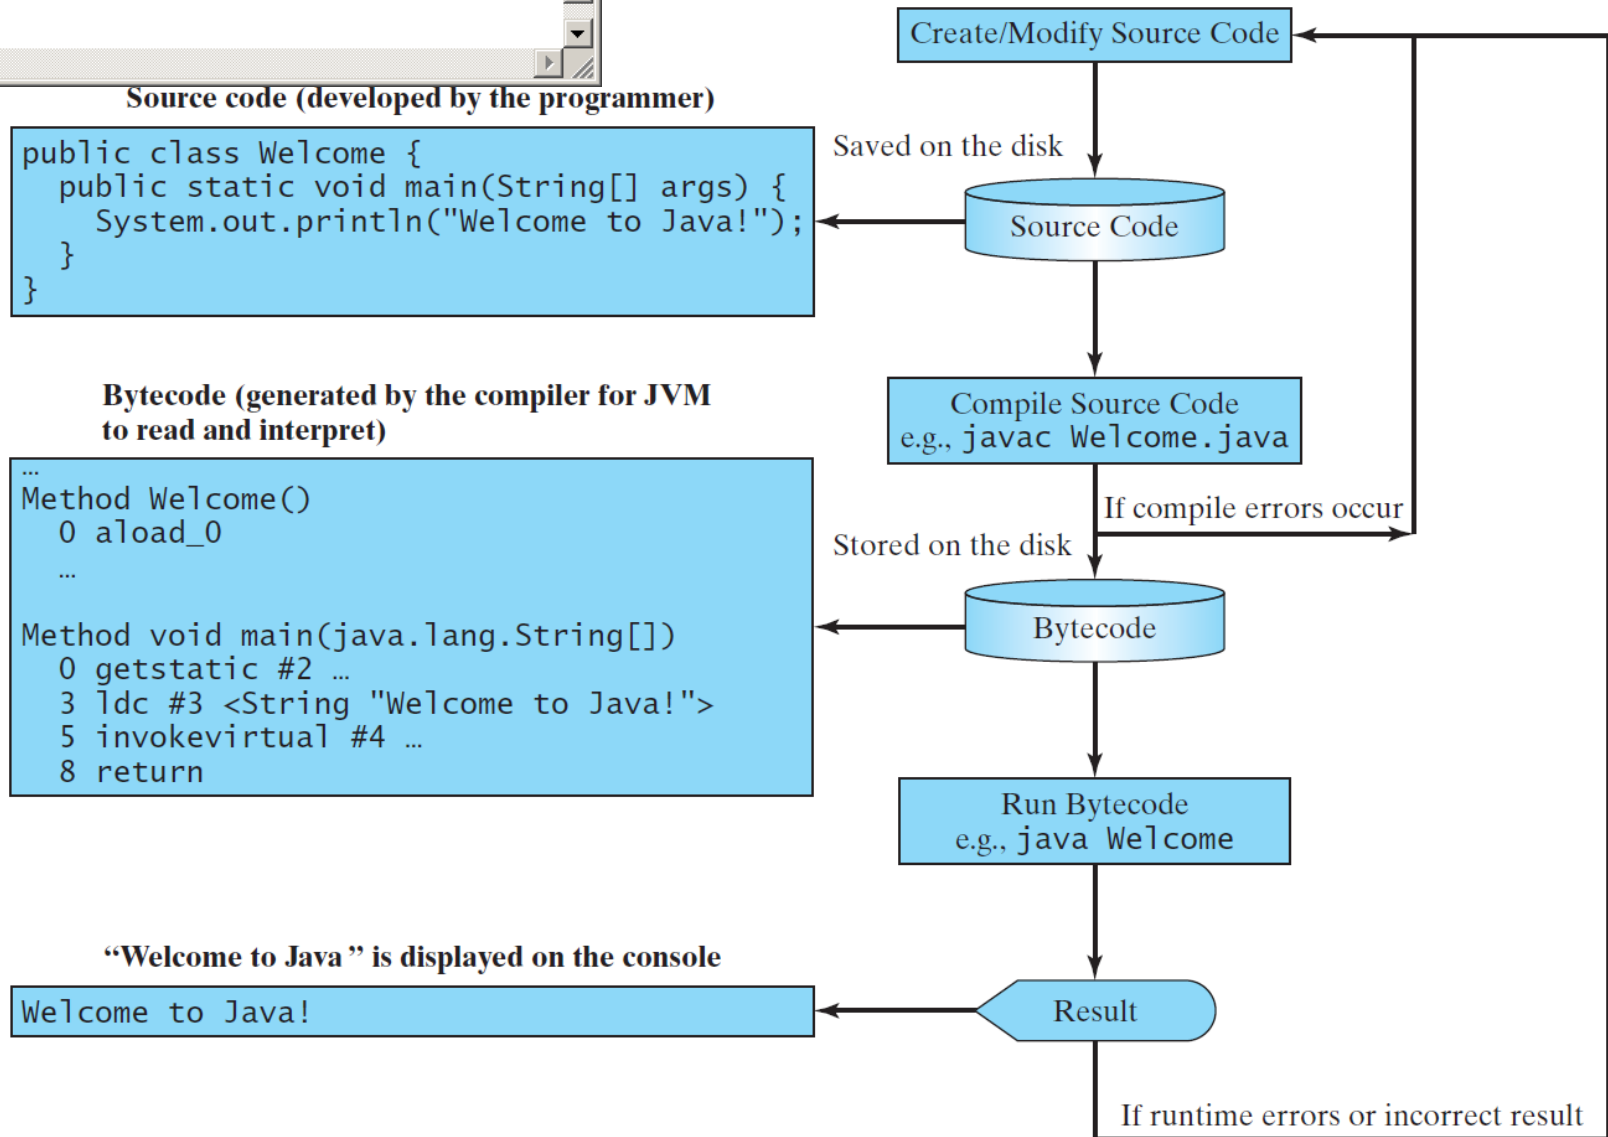 Create/Modify Source Code
Source code (developed by the programmer)
public class Welcome {
  public static void main(String[] args) {
    System.out.println("Welcome to Java!");
  }
}
Saved on the disk
Source Code
Compile Source Code
e.g., javac Welcome.java
If compile errors occur
Bytecode (generated by the compiler for JVM
to read and interpret)
…
Method Welcome()
  0 aload_0
  …
Method void main(java.lang.String[])
  0 getstatic #2 …
  3 ldc #3 <String "Welcome to Java!">
  5 invokevirtual #4 …
  8 return
Stored on the disk
Bytecode
Run Bytecode
e.g., java Welcome
“Welcome to Java ” is displayed on the console
Welcome to Java!
Result
If runtime errors or incorrect result